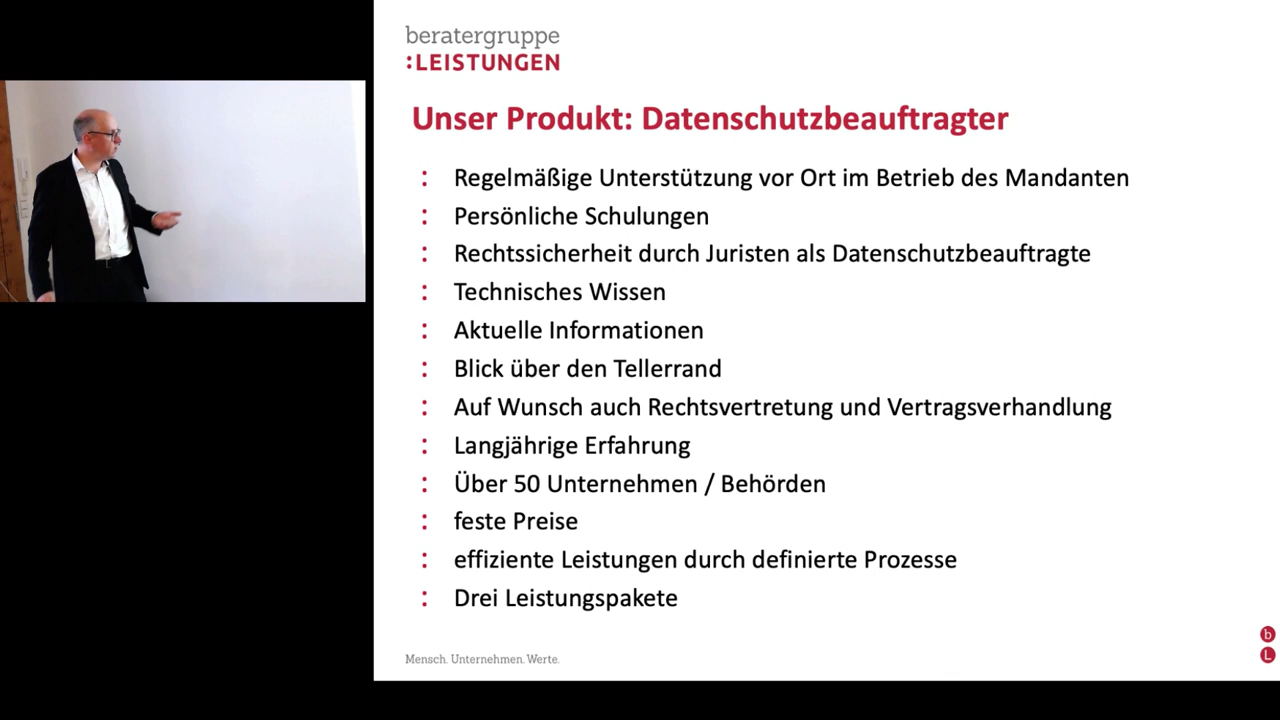 beratergruppe
:LEISTUNGEN
Unser Produkt: Datenschutzbeauftragter
: Regelmäßige Unterstützung vor Ort im Betrieb des Mandanten
: Persönliche Schulungen
: Rechtssicherheit durch Juristen als Datenschutzbeauftragte
: Technisches Wissen
: Aktuelle Informationen
: Blick über den Tellerrand
: Auf Wunsch auch Rechtsvertretung und Vertragsverhandlung
: Langjährige Erfahrung
: Über 50 Unternehmen / Behörden
: feste Preise
: effiziente Leistungen durch definierte Prozesse
: Drei Leistungspakete
b
L
Mensch. Unternehmen. Werte.